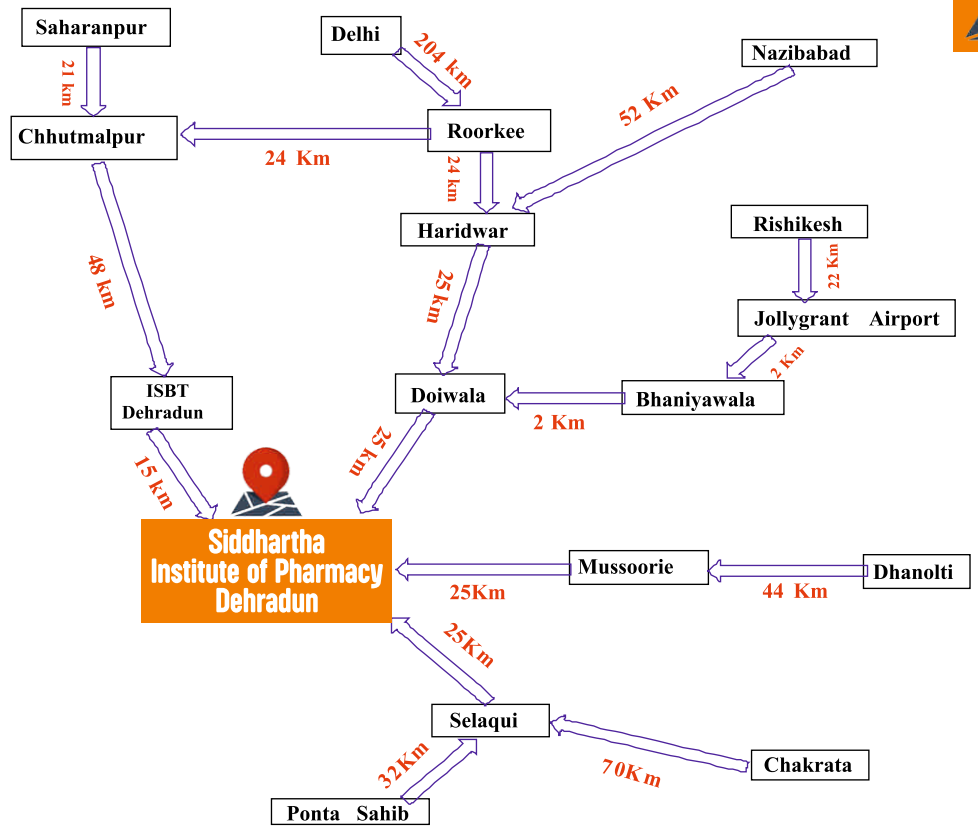 Saharanpur
Delhi
Nazibabad
21 km
204 km
52 Km
Chhutmalpur
Roorkee
24 Km
24 km
Haridwar
Rishikesh
48 km
25 km
22 Km
Jollygrant Airport
2 Km
ISBT
Dehradun
Doiwala
Bhaniyawala
2 Km
15 km
25 km
Siddhartha
Institute of Pharmacy
Dehradun
Mussoorie
Dhanolti
25Km
44 Km
25Km
Selaqui
32Km
70Km
Chakrata
Ponta Sahib